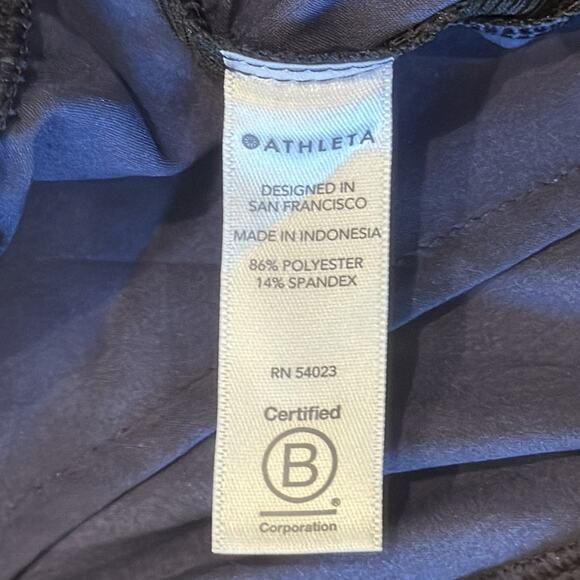 ATHLETA
DESIGNED IN
SAN FRANCISCO
MADE IN INDONESIA
86% POLYESTER
14% SPANDEX
RN 54023
Certified
B
®
Corporation